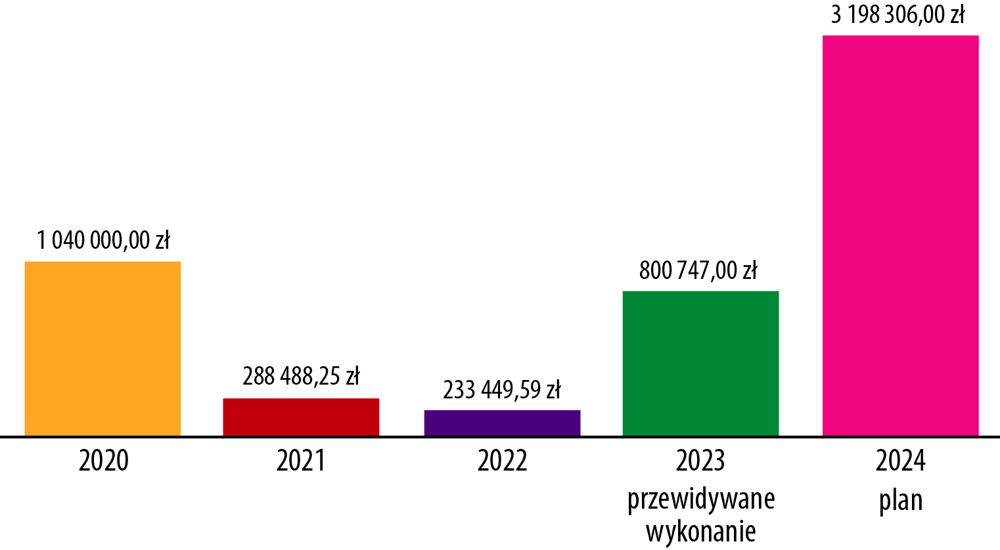 3 198 306,00 zł
1 040 000,00 zł
800 747,00 zł
288 488,25 zł
233 449,59 zł
2020
2021
2022
2023
2024
przewidywane
wykonanie
plan